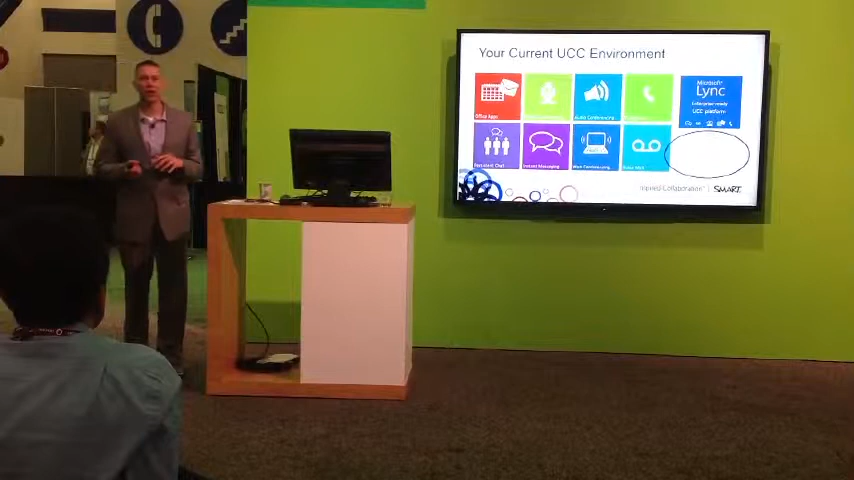 Your Current UCC Environment
Office Apps
Audio Conferencing
Microsoft
Lync
Enterprise ready
UCC platform
Persistent Chat
Instant Messaging
Web Conferencing
Voice Mail
Inspired Collaboration™
SMART